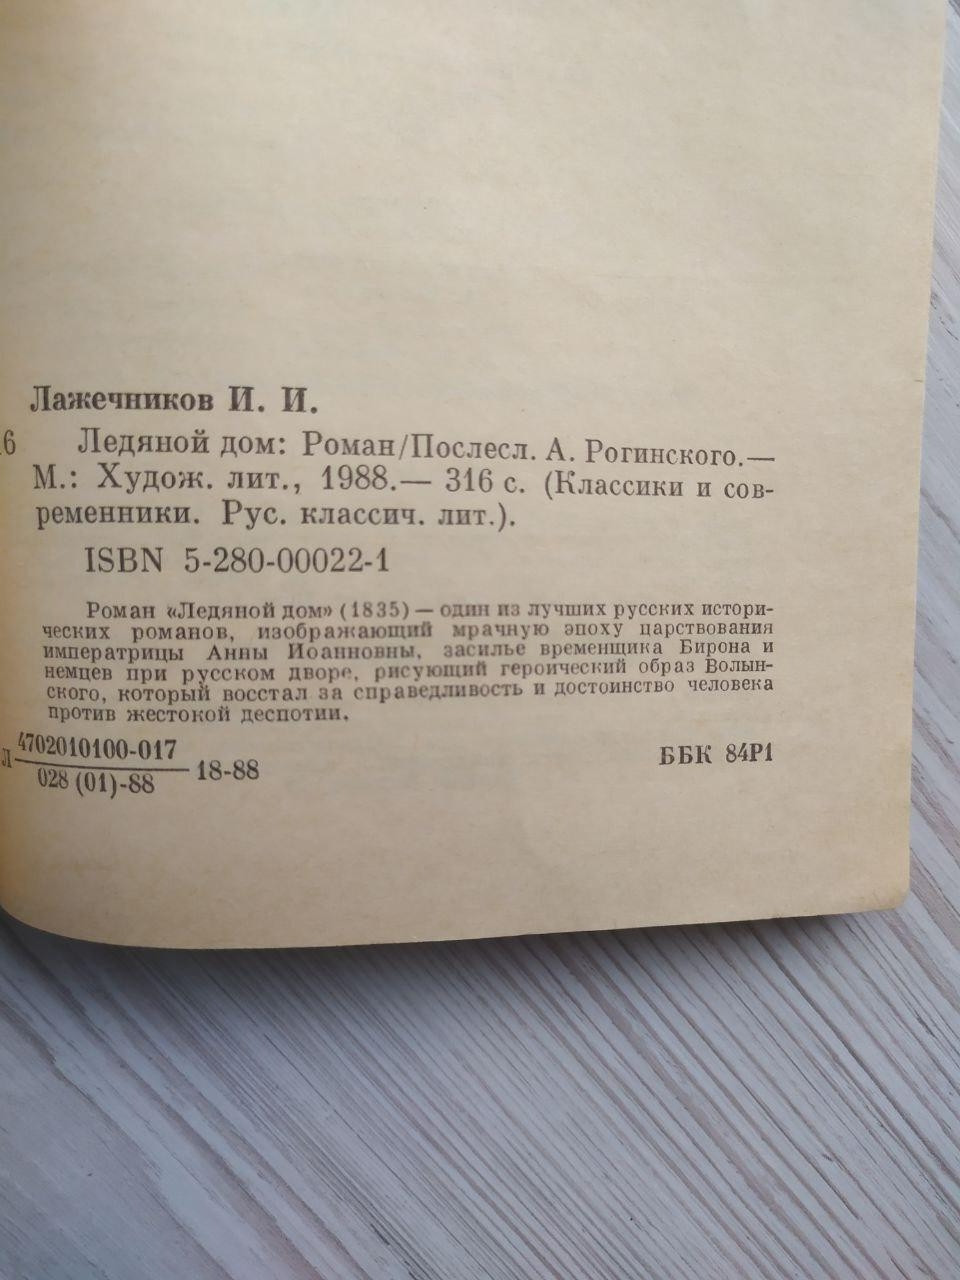 Лажечников И. И.
16 Ледяной дом: Роман/Послесл. А. Рогинского.—
М.: Худож. лит., 1988.— 316 с. (Классики и сов-
ременники. Рус. классич. лит.).
ISBN 5-280-00022-1
Роман «Ледяной дом» (1835) — один из лучших русских истори-
ческих романов, изображающий мрачную эпоху царствования
императрицы Анны Иоанновны, засилье временщика Бирона и
немцев при русском дворе, рисующий героический образ Волын-
ского, который восстал за справедливость и достоинство человека
против жестокой деспотии.
Л 4702010100-017
028 (01)-88 18-88 ББК 84Р1